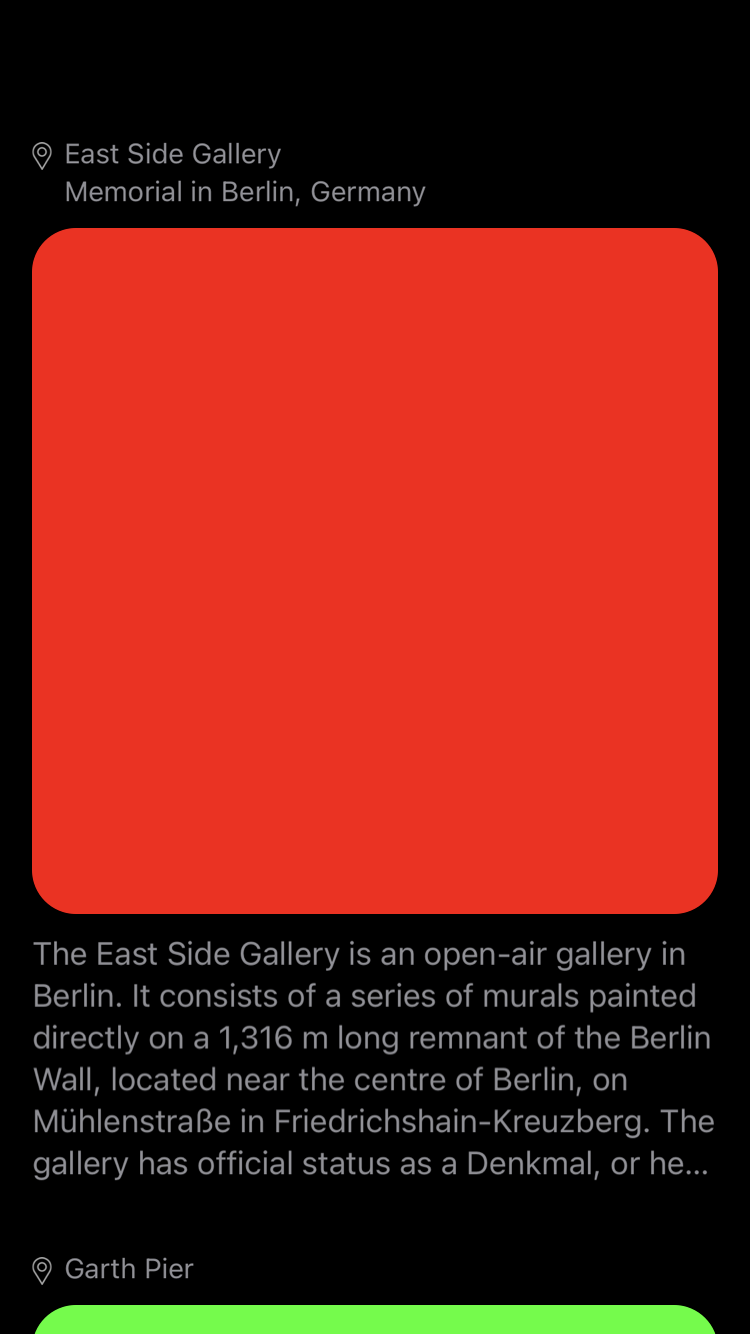 East Side Gallery
Memorial in Berlin, Germany
The East Side Gallery is an open-air gallery in
Berlin. It consists of a series of murals painted
directly on a 1,316 m long remnant of the Berlin
Wall, located near the centre of Berlin, on
Mühlenstraße in Friedrichshain-Kreuzberg. The
gallery has official status as a Denkmal, or he...
Garth Pier